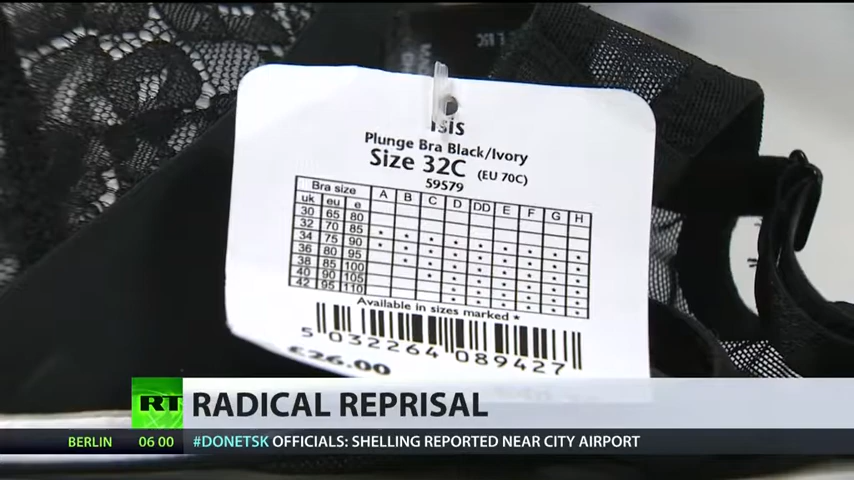 Isis
Plunge Bra Black/Ivory
Size 32C (EU 70C)
59579
Bra size A B C D DD E F G H
uk eu e
30 65 80
32 70 85
34 75 90
36 80 95
38 85 100
40 90 105
42 95 110
Available in sizes marked *
5 032264 089427
£26.00
RT RADICAL REPRISAL
BERLIN 06:00 #DONETSK OFFICIALS: SHELLING REPORTED NEAR CITY AIRPORT